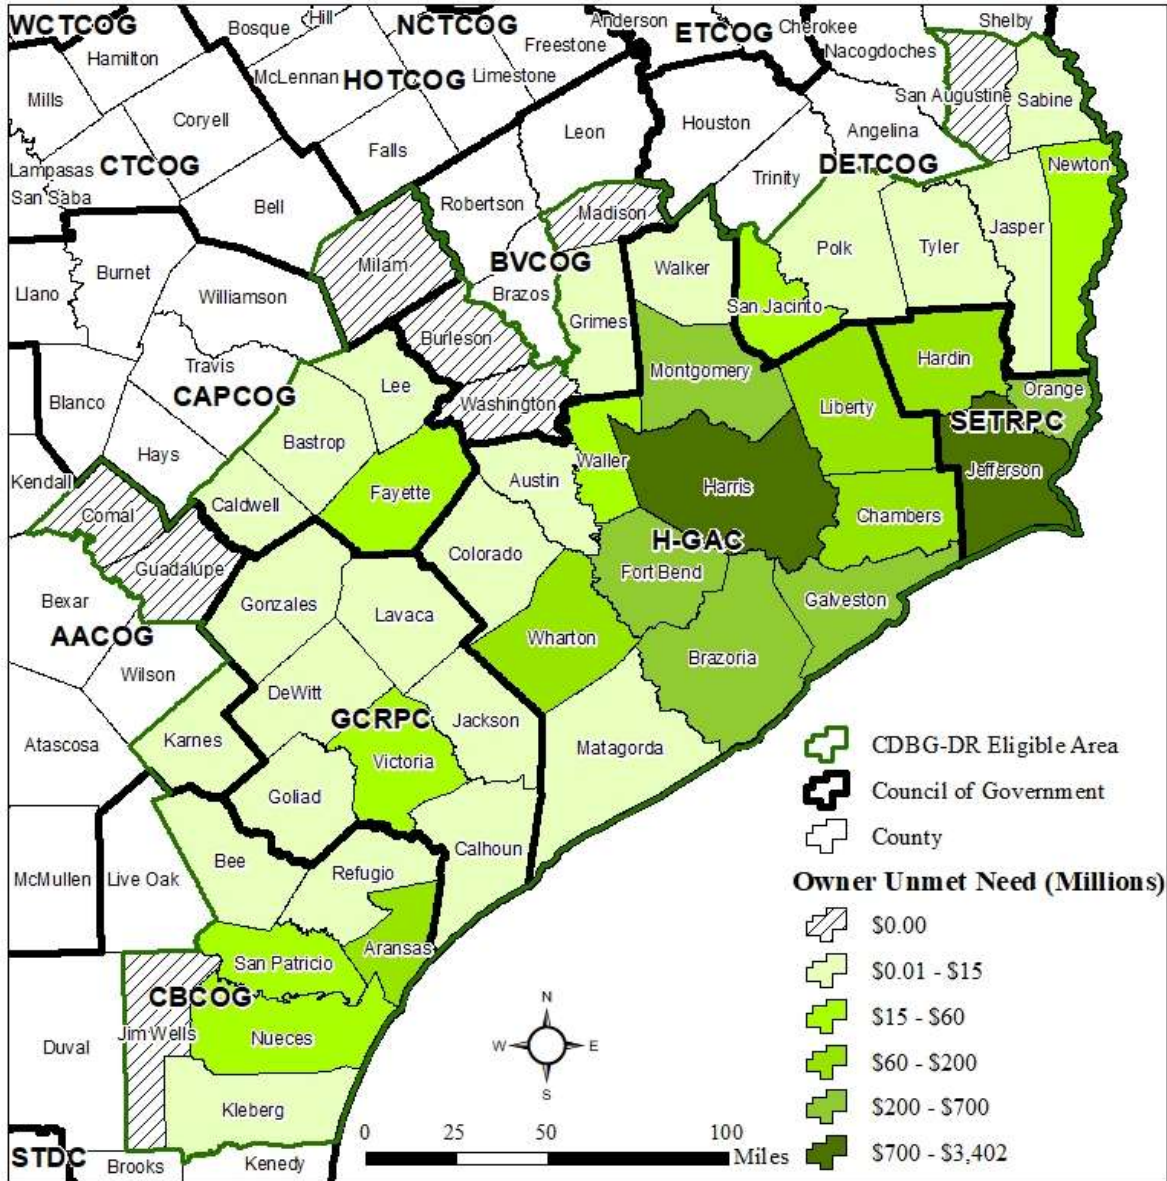 Hill
Anderson
Shelby
WCTCOG
Bosque
NCTCOG
ETCOG
Cherokee
Hamilton
Freestone
Nacogdoches
McLennan
HOTCOG
Limestone
Mills
San Augustine
Sabine
Coryell
Leon
Houston
Angelina
Falls
Lampasas
CTCOG
DETCOG
Newton
San Saba
Trinity
Bell
Robertson
Madison
Jasper
Polk
Tyler
Milam
BVCOG
Walker
Burnet
Llano
Williamson
Brazos
San Jacinto
Grimes
Burleson
Hardin
Travis
Montgomery
Lee
Orange
CAPCOG
Blanco
Washington
Liberty
SETRPC
Bastrop
Hays
Waller
Jefferson
Kendall
Austin
Harris
Fayette
Caldwell
Comal
Chambers
H-GAC
Colorado
Guadalupe
Fort Bend
Bexar
Gonzales
Galveston
Lavaca
AACOG
Wharton
Brazoria
Wilson
DeWitt
GCRPC
Jackson
Karnes
Atascosa
Matagorda
Victoria
Goliad
Calhoun
Bee
Refugio
McMullen
Live Oak
Aransas
San Patricio
CBCOG
Jim Wells
Nueces
Duval
Kleberg
STDC
Brooks
Kenedy
CDBG-DR Eligible Area
Council of Government
County
Owner Unmet Need (Millions)
$0.00
$0.01 - $15
$15 - $60
$60 - $200
$200 - $700
$700 - $3,402
N
W
E
S
0 25 50 100
Miles